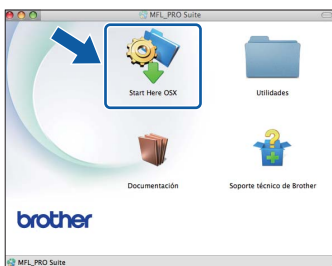 MFL_PRO Suite
Start Here OSX
Utilidades
Documentación
Soporte técnico de Brother
brother
MFL_PRO Suite